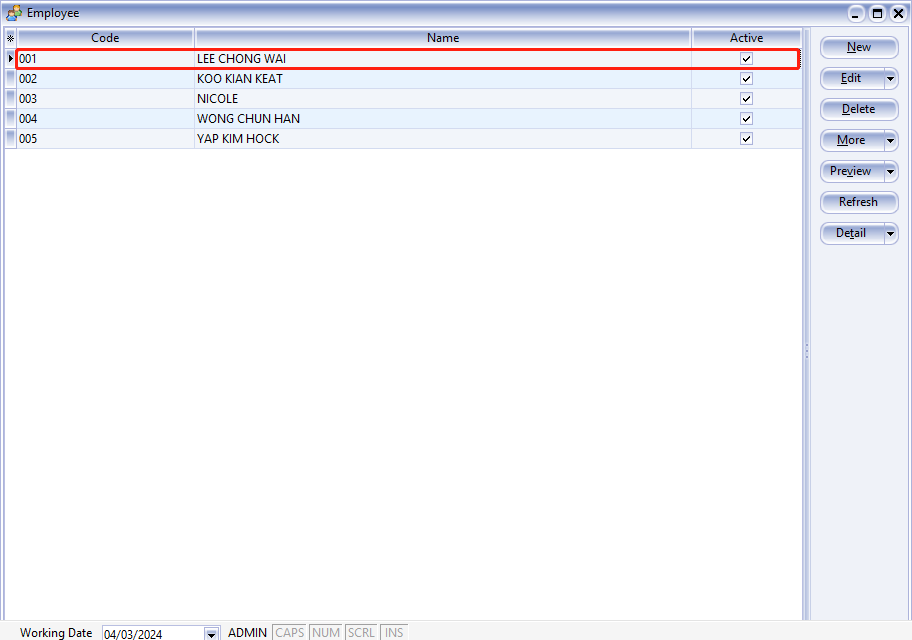 Employee
Code Name Active
001 LEE CHONG WAI
002 KOO KIAN KEAT
003 NICOLE
004 WONG CHUN HAN
005 YAP KIM HOCK
New
Edit
Delete
More
Preview
Refresh
Detail
Working Date 04/03/2024 ADMIN CAPS NUM SCRL INS